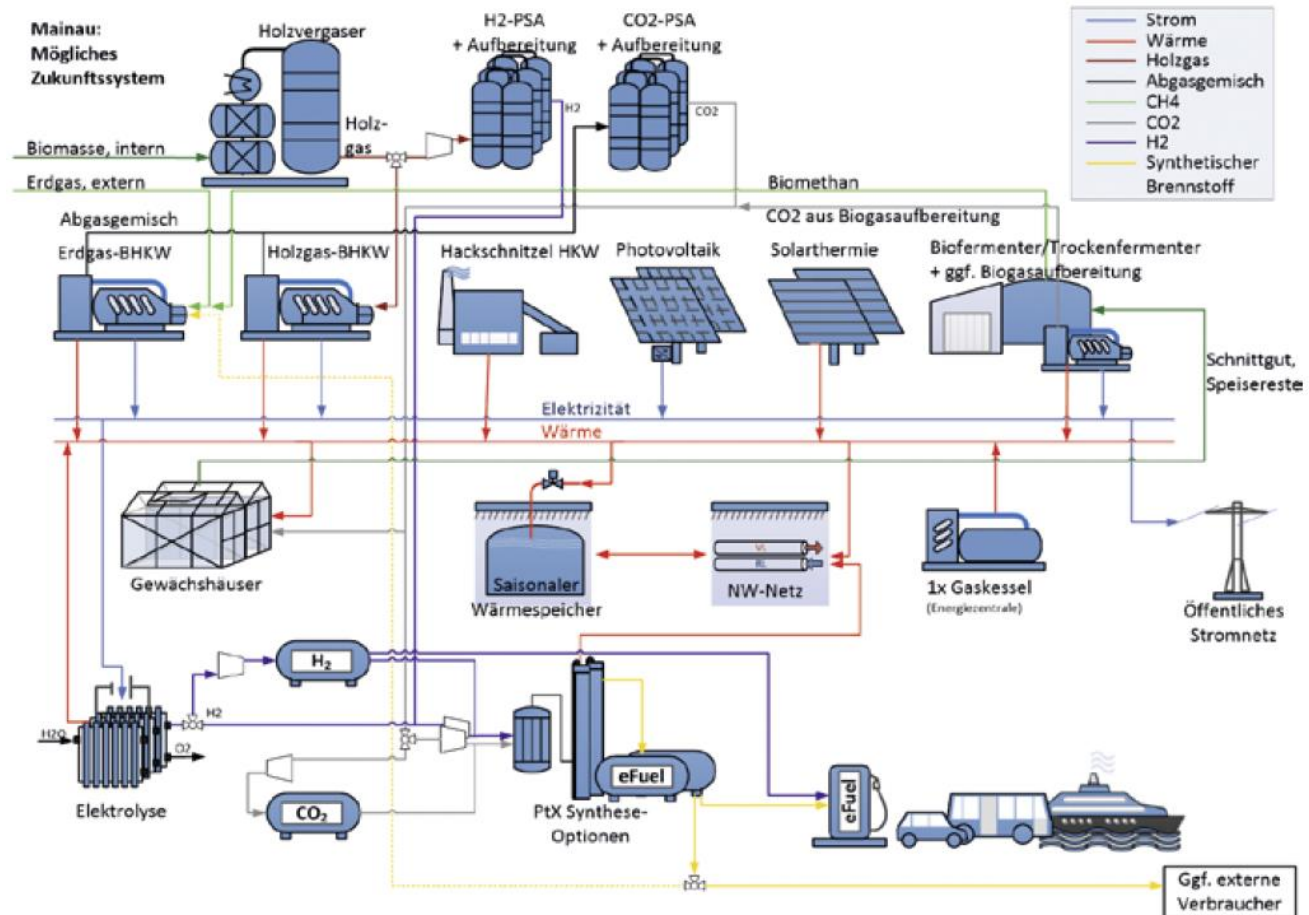 Mainau:
Mögliches
Zukunftssystem
Holzvergaser
H2-PSA
+ Aufbereitung
CO2-PSA
+ Aufbereitung
Strom
Wärme
Holzgas
Abgasgemisch
CH4
CO2
H2
Synthetischer
Brennstoff
H2
CO2
Holz-
gas
Biomasse, intern
Erdgas, extern
Biomethan
Abgasgemisch
CO2 aus Biogasaufbereitung
Erdgas-BHKW
Holzgas-BHKW
Hackschnitzel HKW
Photovoltaik
Solarthermie
Biofermenter/Trockenfermenter
+ ggf. Biogasaufbereitung
Schnittgut,
Speisereste
Elektrizität
Wärme
Gewächshäuser
Saisonaler
Wärmespeicher
VL
RL
NW-Netz
1x Gaskessel
(Energiezentrale)
Öffentliches
Stromnetz
H₂
H2
H2O
O2
Elektrolyse
CO₂
eFuel
PtX Synthese-
Optionen
eFuel
Ggf. externe
Verbraucher